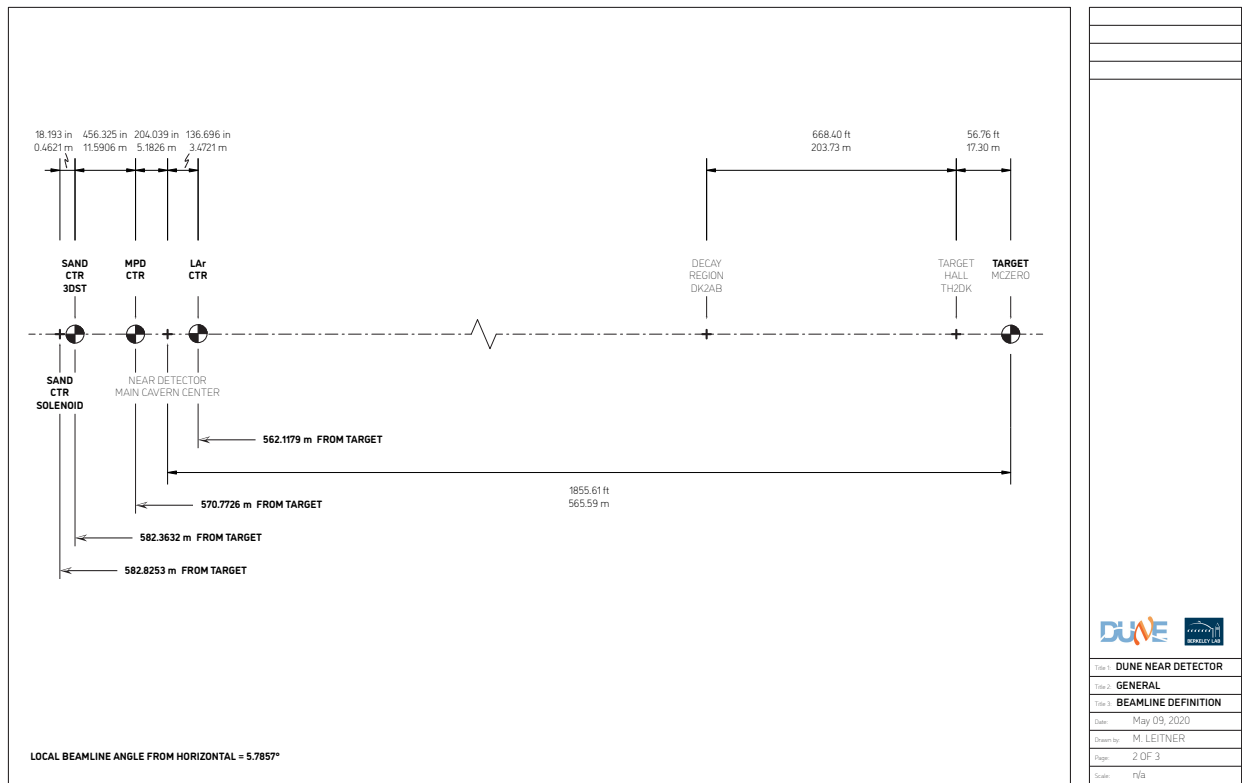 18.193 in 456.325 in 204.039 in 136.696 in
0.4621 m 11.5906 m 5.1826 m 3.4721 m
668.40 ft
203.73 m
56.76 ft
17.30 m
SAND
CTR
3DST
MPD
CTR
LAr
CTR
DECAY
REGION
DK2AB
TARGET
HALL
TH2DK
TARGET
MCZERO
SAND
CTR
SOLENOID
NEAR DETECTOR
MAIN CAVERN CENTER
562.1179 m FROM TARGET
1855.61 ft
565.59 m
570.7726 m FROM TARGET
582.3632 m FROM TARGET
582.8253 m FROM TARGET
LOCAL BEAMLINE ANGLE FROM HORIZONTAL = 5.7857°
DUNE
BERKELEY LAB
Title 1: DUNE NEAR DETECTOR
Title 2: GENERAL
Title 3: BEAMLINE DEFINITION
Date: May 09, 2020
Drawn by: M. LEITNER
Page: 2 OF 3
Scale: n/a